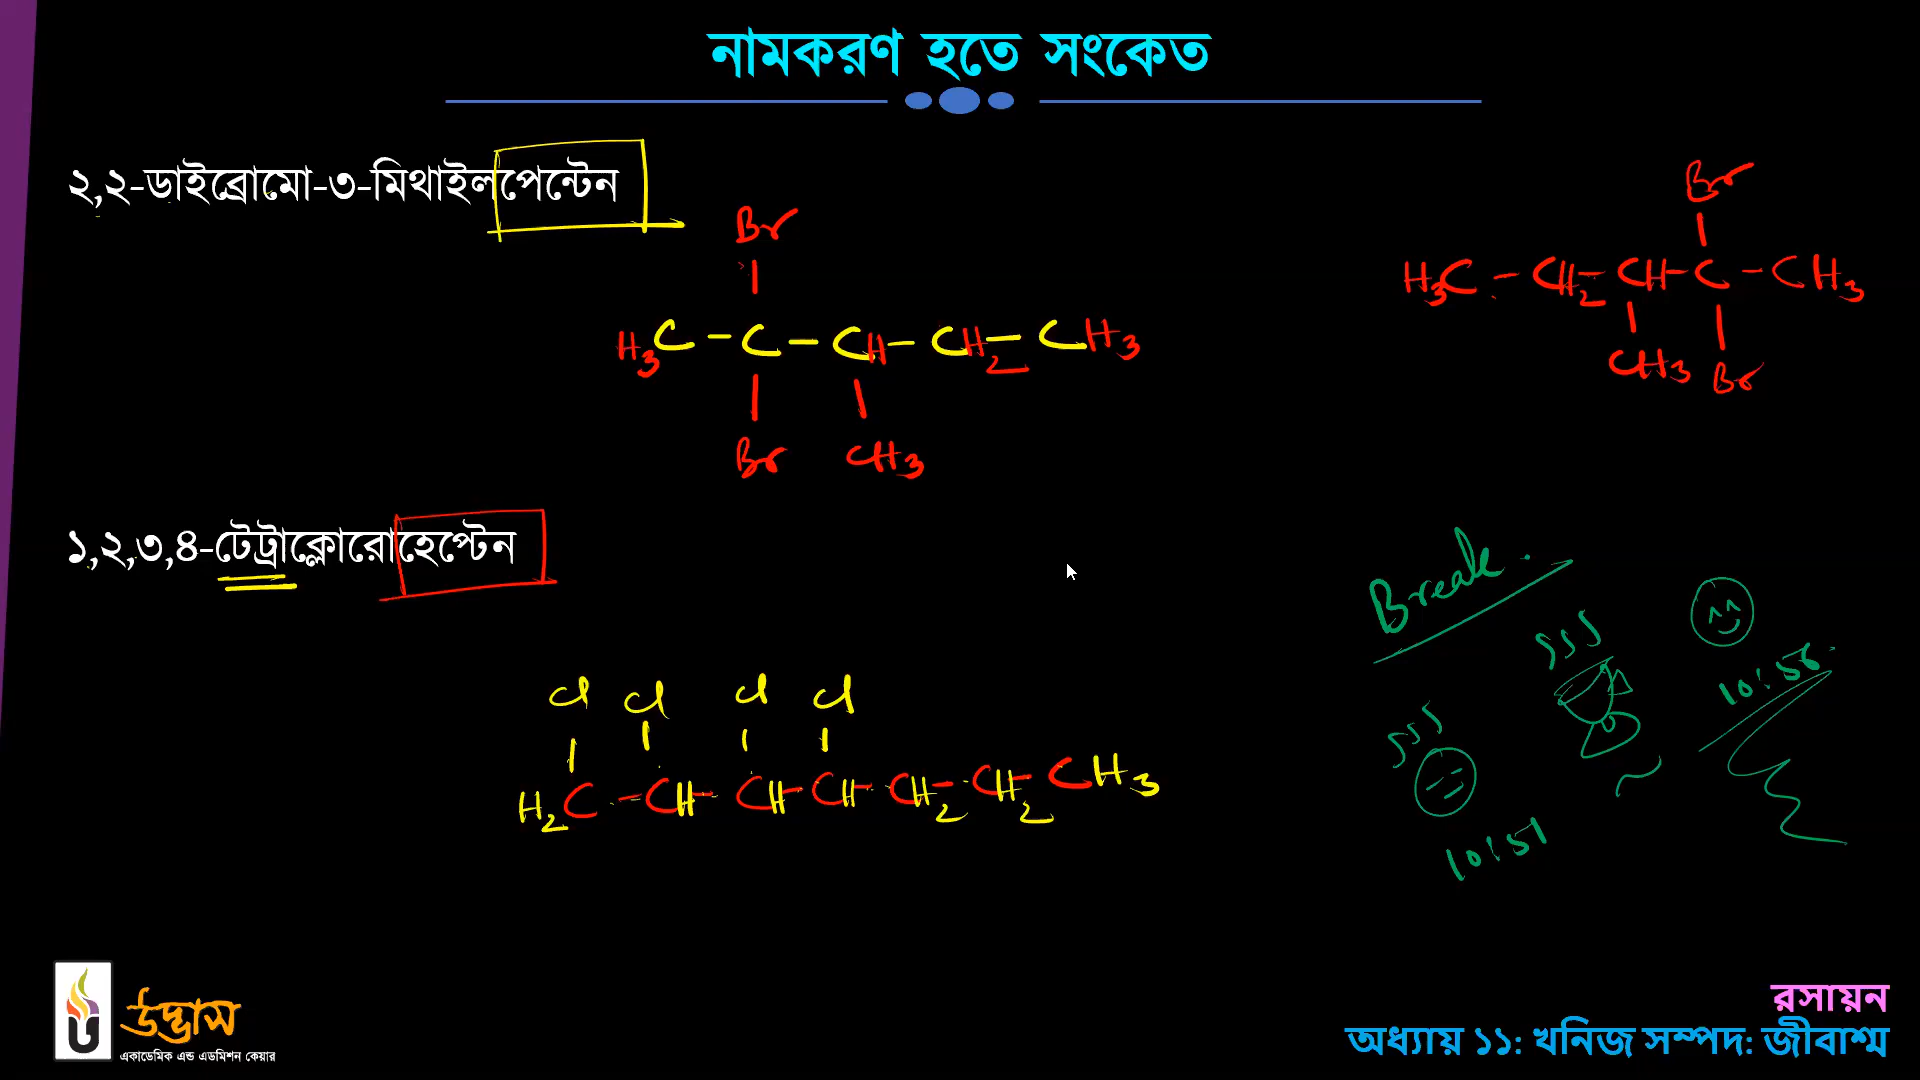 নামকরণ হতে সংকেত
২,২-ডাইব্রোমো-৩-মিথাইলপেন্টেন
Br
H3C - C - CH - CH2 - CH3
Br CH3
Br
H3C - CH2 - CH - C - CH3
CH3 Br
১,২,৩,৪-টেট্রাক্লোরোহেপ্টেন
Cl Cl Cl Cl
H2C - CH - CH - CH - CH2 - CH2 - CH3
Break.
10:51
উদ্ভাস
একাডেমিক এন্ড এডমিশন কেয়ার
রসায়ন
অধ্যায় ১১: খনিজ সম্পদ: জীবাশ্ম